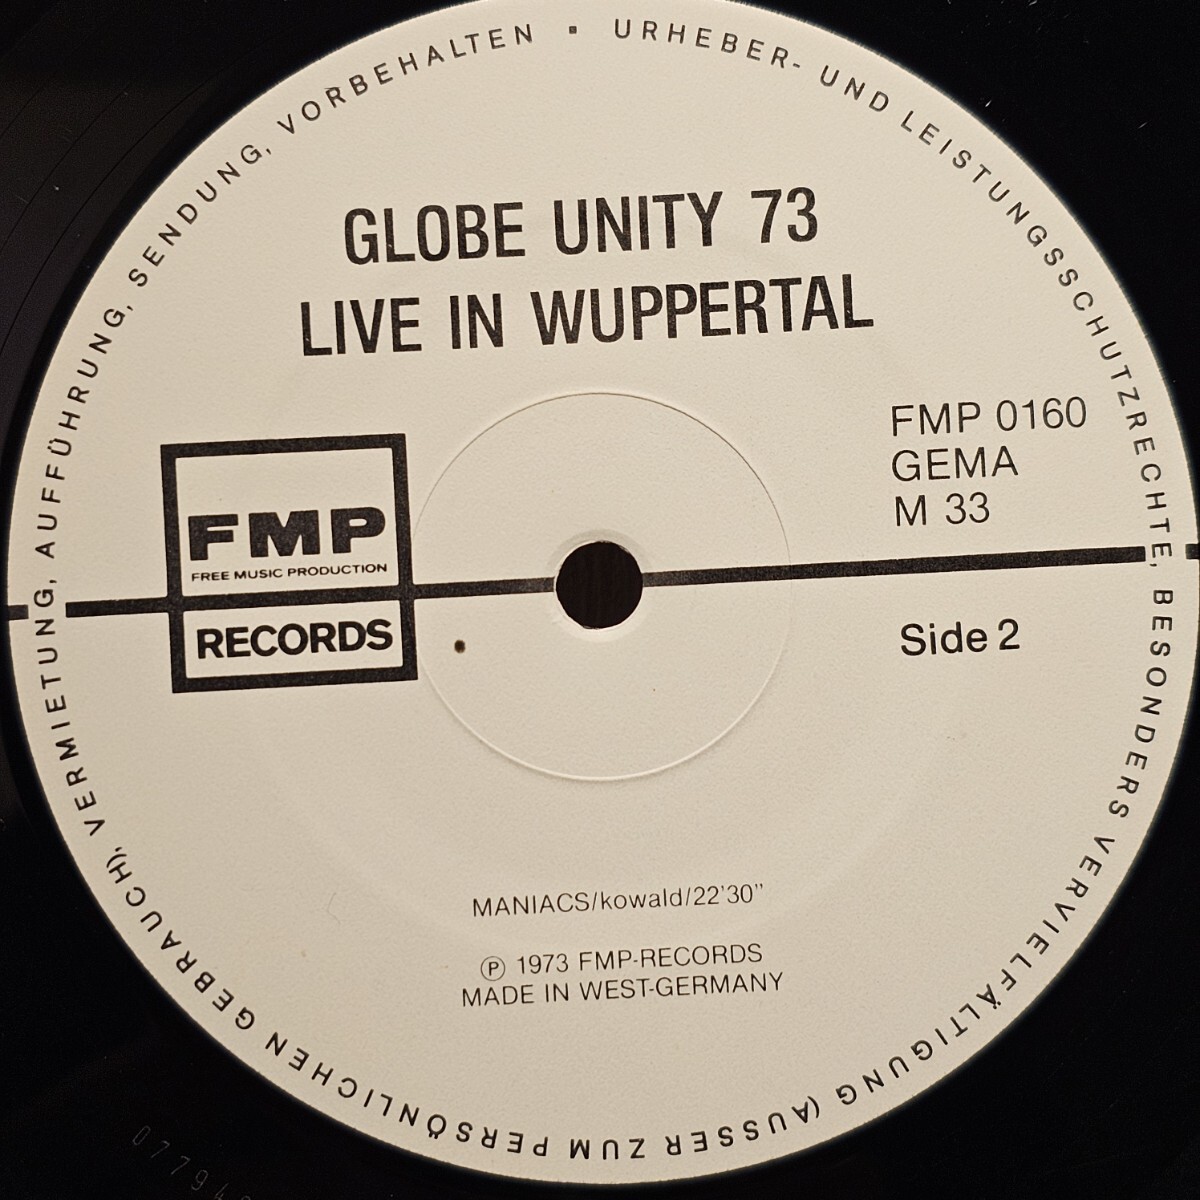 URHEBER- UND LEISTUNGSSCHUTZRECHTE, BESONDERS VERVIELFÄLTIGUNG (AUSSER ZUM PERSÖNLICHEN GEBRAUCH), VERMIETUNG, AUFFÜHRUNG, SENDUNG, VORBEHALTEN
GLOBE UNITY 73
LIVE IN WUPPERTAL
FMP 0160
GEMA
M 33
FMP
FREE MUSIC PRODUCTION
RECORDS
Side 2
MANIACS/kowald/22'30"
Ⓟ 1973 FMP-RECORDS
MADE IN WEST-GERMANY